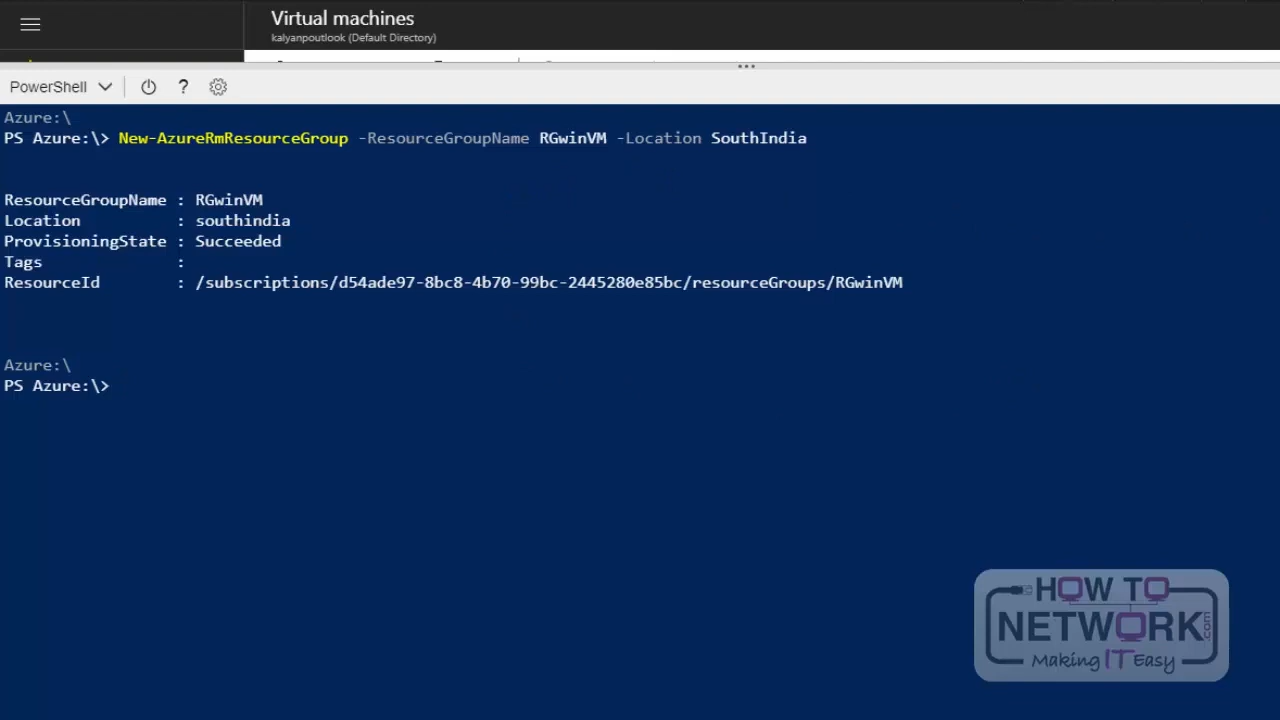 Virtual machines
kalyanpoutlook (Default Directory)
PowerShell
?
Azure:\
PS Azure:\> New-AzureRmResourceGroup -ResourceGroupName RGwinVM -Location SouthIndia
ResourceGroupName : RGwinVM
Location : southindia
ProvisioningState : Succeeded
Tags :
ResourceId : /subscriptions/d54ade97-8bc8-4b70-99bc-2445280e85bc/resourceGroups/RGwinVM
Azure:\
PS Azure:\>
HOW TO
NETWORK.com
Making IT Easy